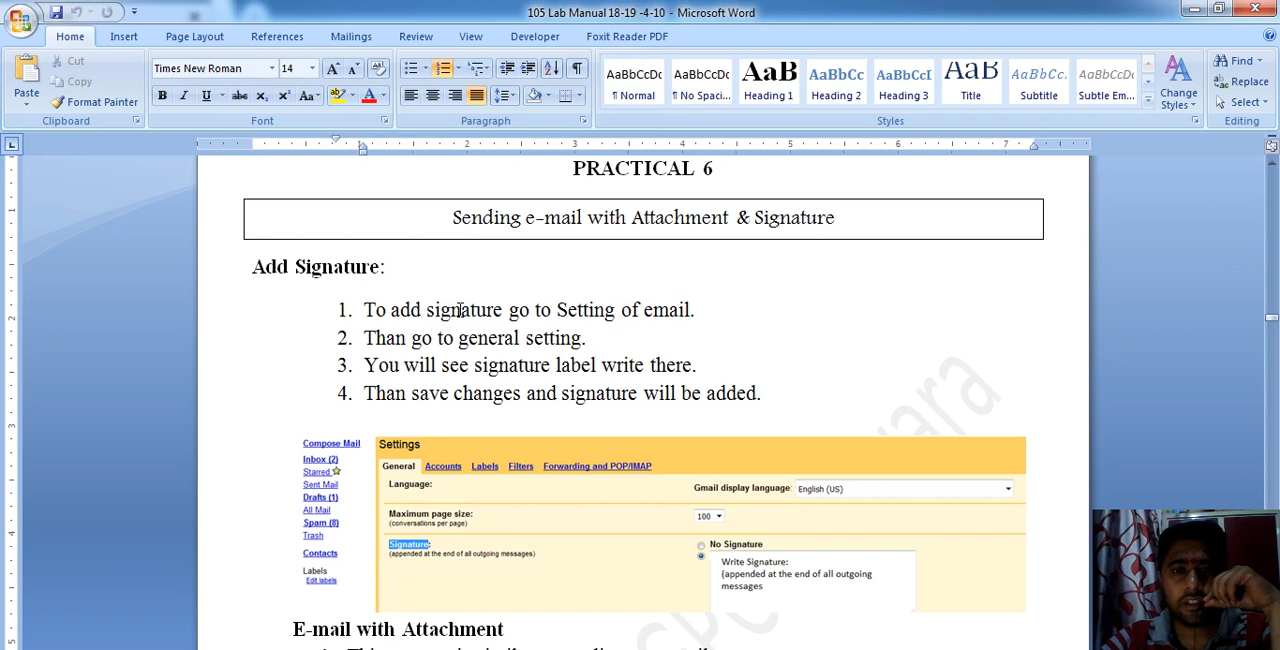 105 Lab Manual 18-19 -4-10 - Microsoft Word
Home Insert Page Layout References Mailings Review View Developer Foxit Reader PDF
Paste
Cut
Copy
Format Painter
Clipboard
Times New Roman 14
Font
Paragraph
AaBbCcDc AaBbCcDc AaB AaBbCc AaBbCcI AaB AaBbCcI AaBbCcDc
¶ Normal ¶ No Spaci... Heading 1 Heading 2 Heading 3 Title Subtitle Subtle Em...
Change Styles
Styles
Find
Replace
Select
Editing
PRACTICAL 6
Sending e-mail with Attachment & Signature
Add Signature:
1. To add signature go to Setting of email.
2. Than go to general setting.
3. You will see signature label write there.
4. Than save changes and signature will be added.
Compose Mail
Inbox (2)
Starred
Sent Mail
Drafts (1)
All Mail
Spam (8)
Trash
Contacts
Labels
Edit labels
Settings
General Accounts Labels Filters Forwarding and POP/IMAP
Language:
Gmail display language: English (US)
Maximum page size:
(conversations per page)
100
Signature:
(appended at the end of all outgoing messages)
No Signature
Write Signature:
(appended at the end of all outgoing
messages
E-mail with Attachment